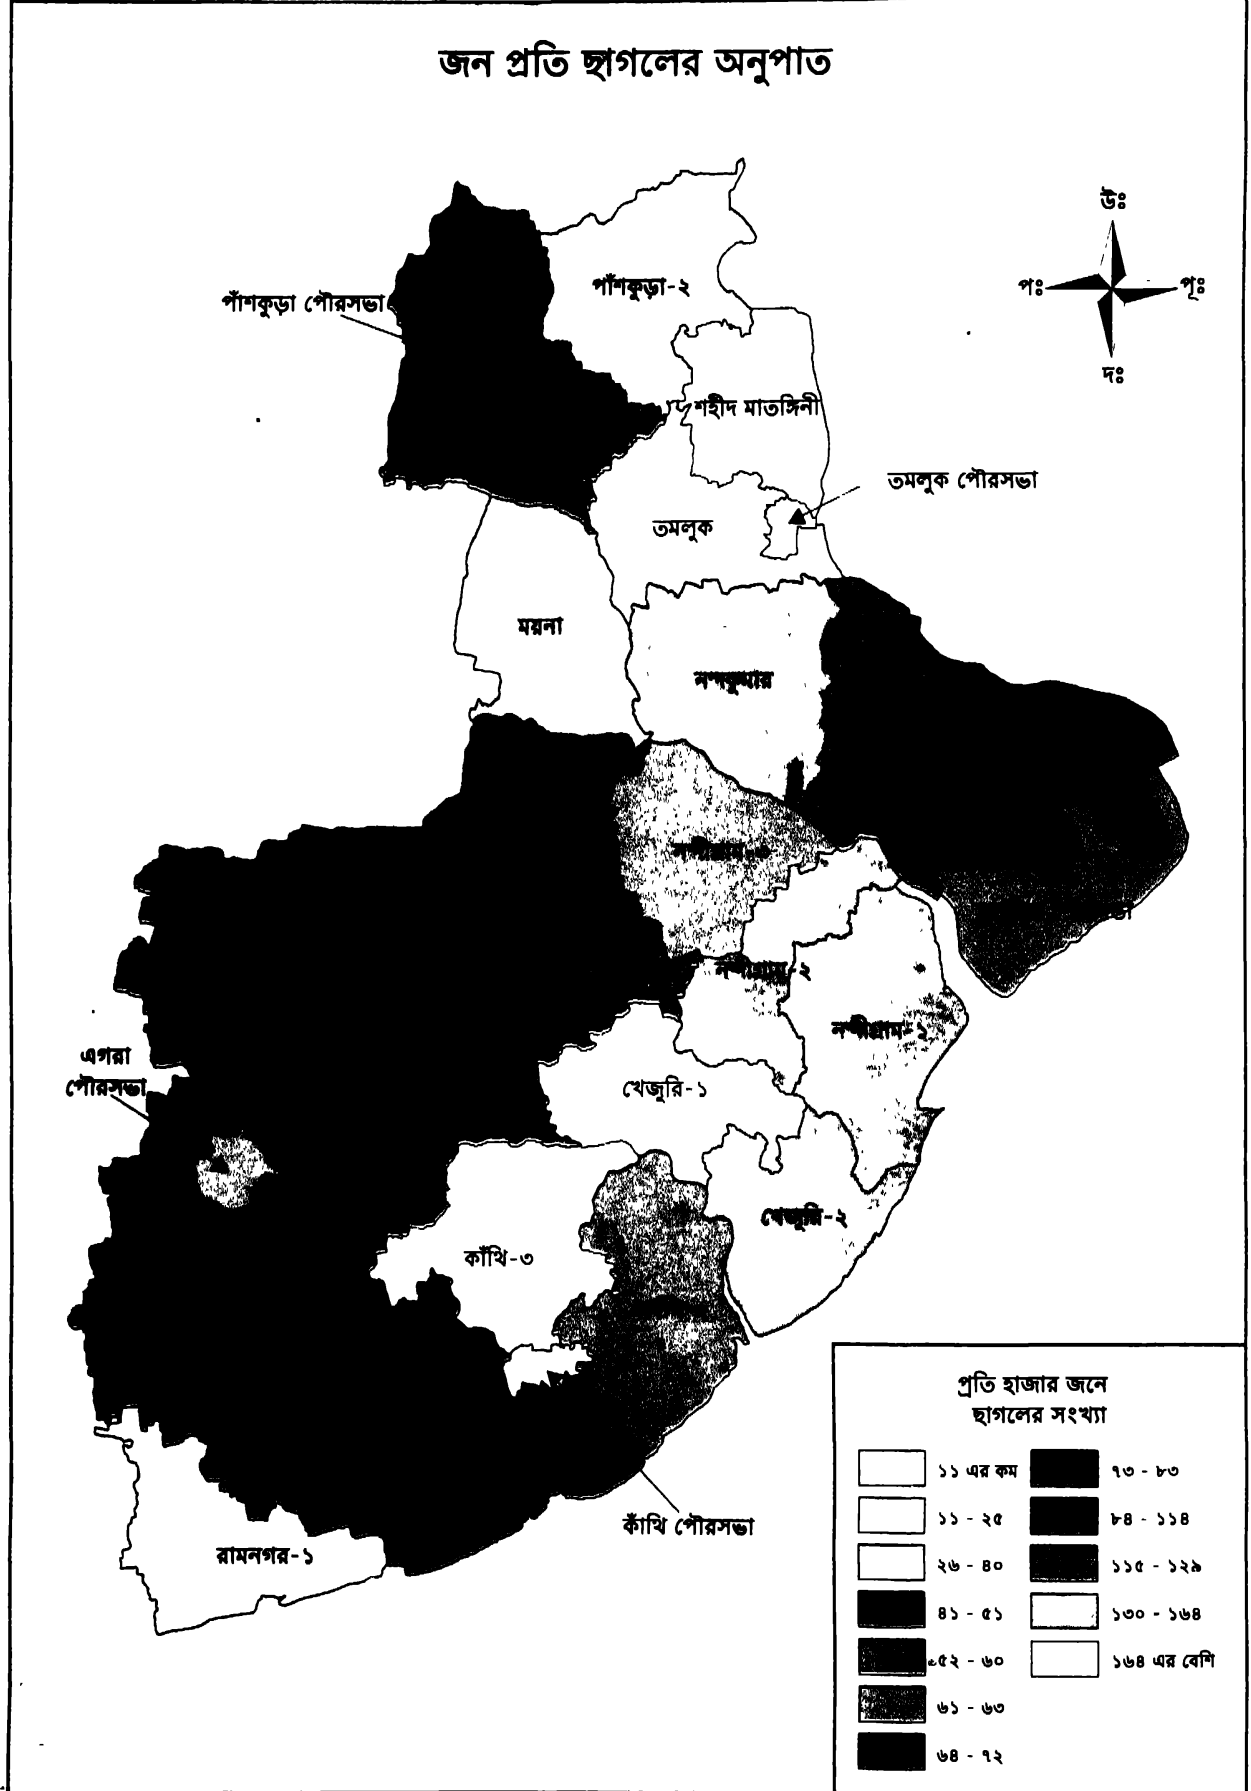 জন প্রতি ছাগলের অনুপাত
উঃ
পঃ
পূঃ
দঃ
পাঁশকুড়া-২
পাঁশকুড়া পৌরসভা
শহীদ মাতঙ্গিনী
তমলুক পৌরসভা
তমলুক
ময়না
নন্দকুমার
নন্দীগ্রাম-৩
নন্দীগ্রাম-২
নন্দীগ্রাম-১
এগরা
পৌরসভা
খেজুরি-১
খেজুরি-২
কাঁথি-৩
কাঁথি পৌরসভা
রামনগর-১
প্রতি হাজার জনে
ছাগলের সংখ্যা
১১ এর কম
১১ - ২৫
২৬ - ৪০
৪১ - ৫১
৫২ - ৬০
৬১ - ৬৩
৬৪ - ৭২
৭৩ - ৮৩
৮৪ - ১১৪
১১৫ - ১২৯
১৩০ - ১৬৪
১৬৪ এর বেশি